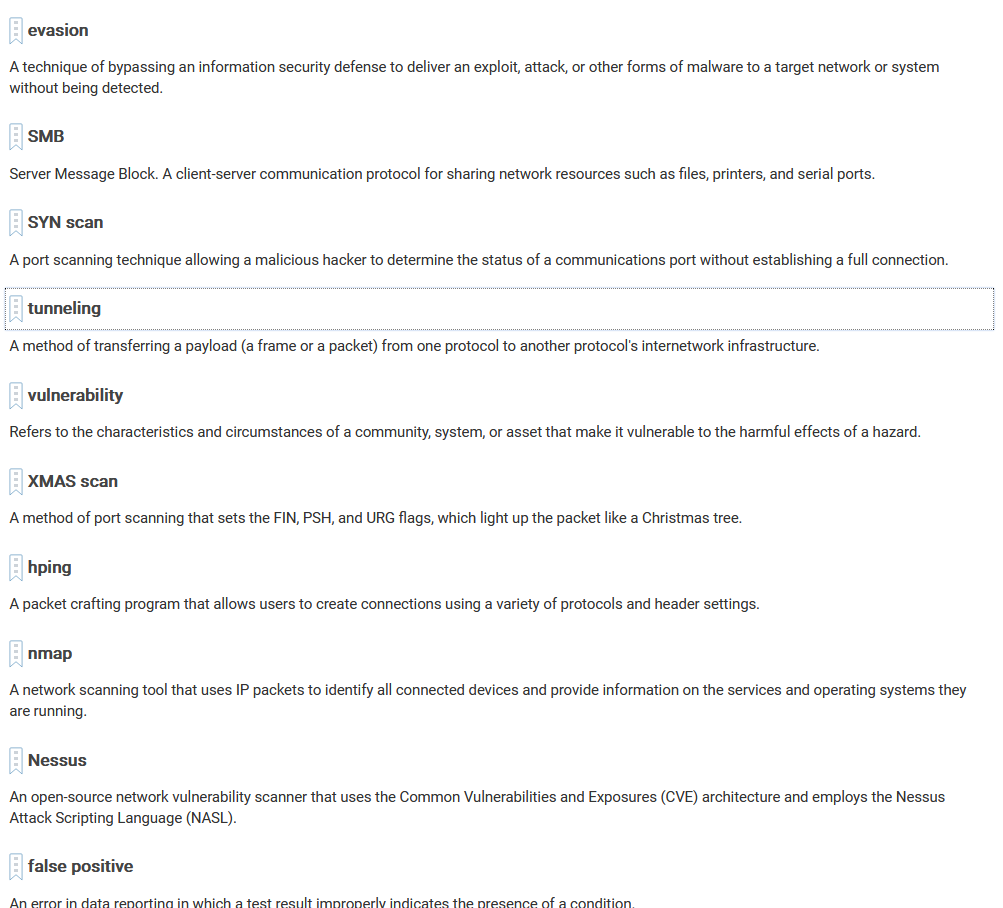 evasion
A technique of bypassing an information security defense to deliver an exploit, attack, or other forms of malware to a target network or system
without being detected.
SMB
Server Message Block. A client-server communication protocol for sharing network resources such as files, printers, and serial ports.
SYN scan
A port scanning technique allowing a malicious hacker to determine the status of a communications port without establishing a full connection.
tunneling
A method of transferring a payload (a frame or a packet) from one protocol to another protocol's internetwork infrastructure.
vulnerability
Refers to the characteristics and circumstances of a community, system, or asset that make it vulnerable to the harmful effects of a hazard.
XMAS scan
A method of port scanning that sets the FIN, PSH, and URG flags, which light up the packet like a Christmas tree.
hping
A packet crafting program that allows users to create connections using a variety of protocols and header settings.
nmap
A network scanning tool that uses IP packets to identify all connected devices and provide information on the services and operating systems they
are running.
Nessus
An open-source network vulnerability scanner that uses the Common Vulnerabilities and Exposures (CVE) architecture and employs the Nessus
Attack Scripting Language (NASL).
false positive
An error in data reporting in which a test result improperly indicates the presence of a condition.